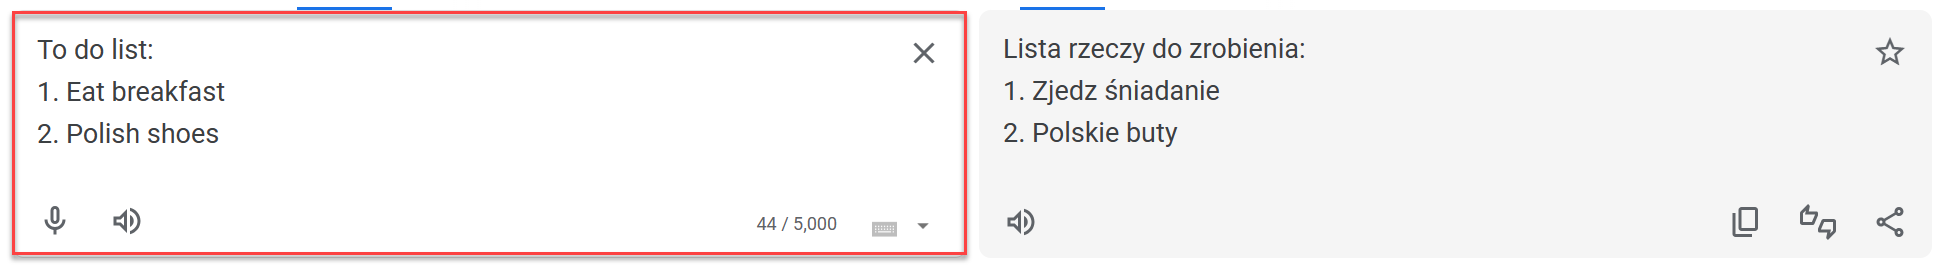 To do list:
1. Eat breakfast
2. Polish shoes
44 / 5,000
Lista rzeczy do zrobienia:
1. Zjedz śniadanie
2. Polskie buty